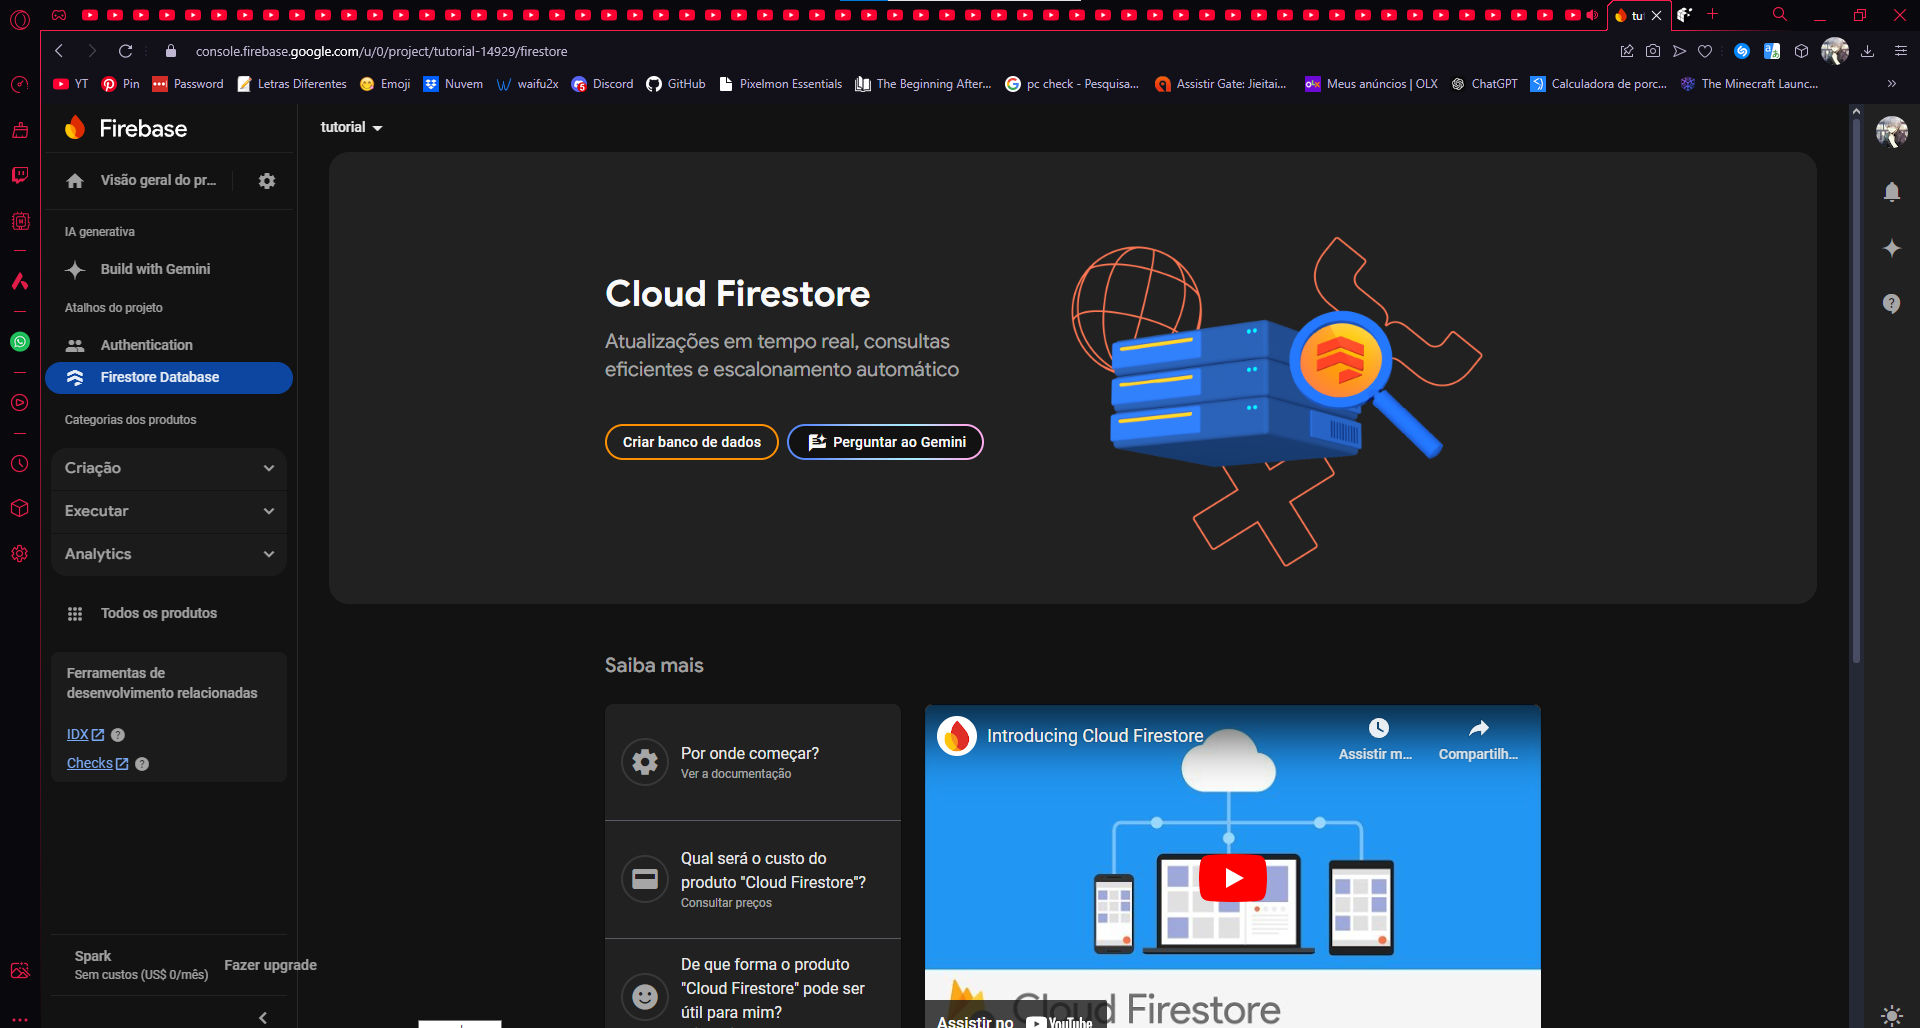 tu
console.firebase.google.com/u/0/project/tutorial-14929/firestore
YT
Pin
Password
Letras Diferentes
Emoji
Nuvem
waifu2x
Discord
GitHub
Pixelmon Essentials
The Beginning After...
pc check - Pesquisa...
Assistir Gate: Jieitai...
Meus anúncios | OLX
ChatGPT
Calculadora de porc...
The Minecraft Launc...
Firebase
Visão geral do pr...
IA generativa
Build with Gemini
Atalhos do projeto
Authentication
Firestore Database
Categorias dos produtos
Criação
Executar
Analytics
Todos os produtos
Ferramentas de
desenvolvimento relacionadas
IDX
Checks
Spark
Sem custos (US$ 0/mês)
Fazer upgrade
tutorial
Cloud Firestore
Atualizações em tempo real, consultas
eficientes e escalonamento automático
Criar banco de dados
Perguntar ao Gemini
Saiba mais
Por onde começar?
Ver a documentação
Qual será o custo do
produto "Cloud Firestore"?
Consultar preços
De que forma o produto
"Cloud Firestore" pode ser
útil para mim?
Introducing Cloud Firestore
Assistir m...
Compartilh...
Cloud Firestore
Assistir no YouTube